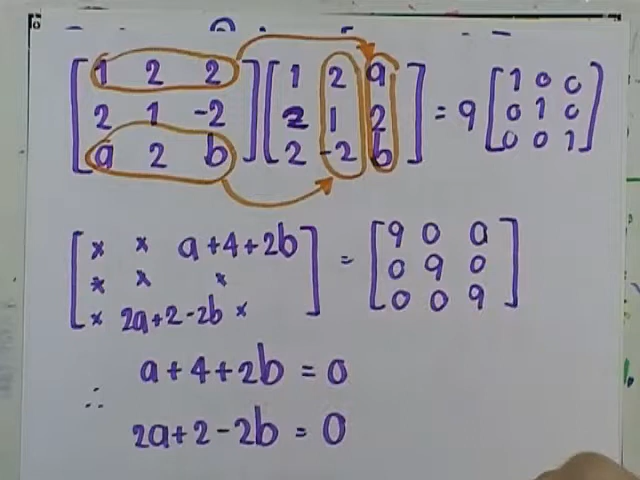 [1 2 2] [1 2 a] = 9 [1 0 0]
[2 1 -2] [2 1 2] [0 1 0]
[a 2 b] [2 -2 b] [0 0 1]
[x x a+4+2b] = [9 0 0]
[x x x] [0 9 0]
[x 2a+2-2b x] [0 0 9]
a+4+2b = 0
∴
2a+2-2b = 0